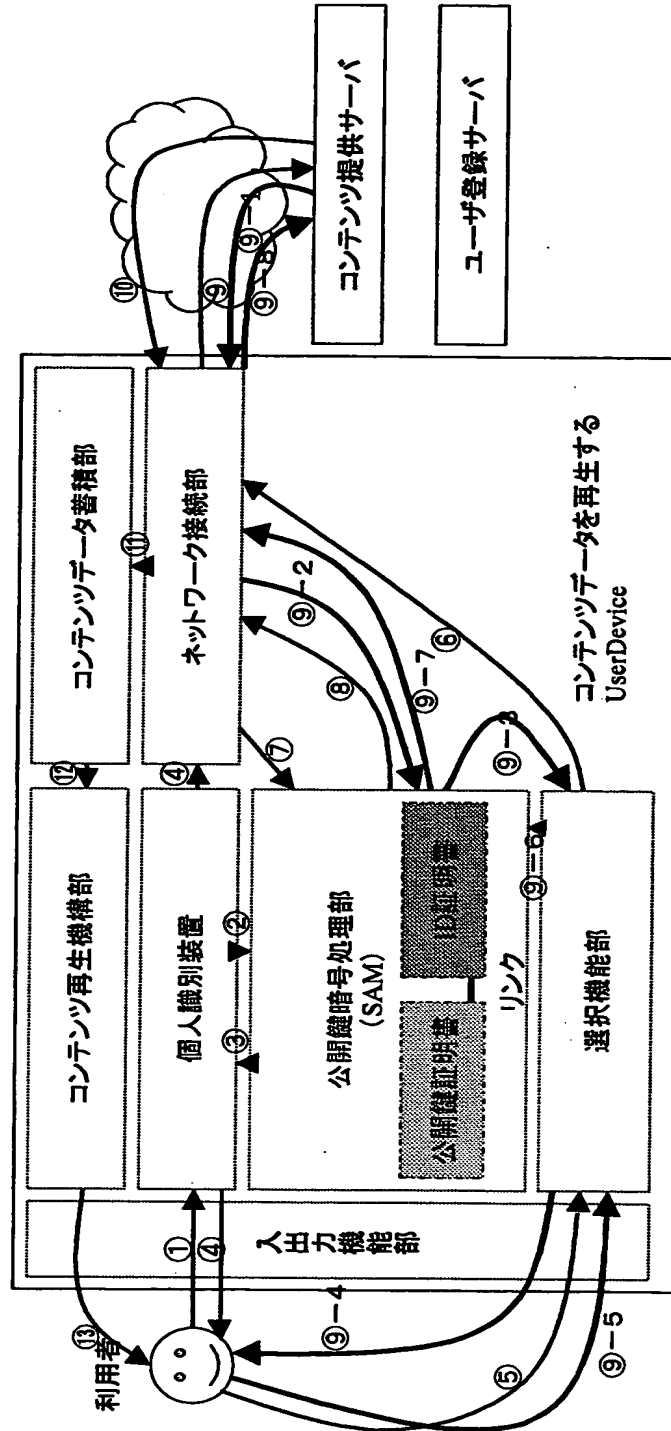 利用者
①
④
⑬
⑨-4
⑤
⑨-5
入出力機能部
コンテンツ再生機構部
⑫
コンテンツデータ蓄積部
⑪
個人識別装置
④
ネットワーク接続部
②
③
公開鍵暗号処理部
(SAM)
公開鍵証明書
ID証明書
リンク
⑦
⑧
⑨-2
⑨-7
⑥
⑨-3
⑨-6
選択機能部
コンテンツデータを再生する
UserDevice
⑩
⑨
⑨-1
⑨-8
コンテンツ提供サーバ
ユーザ登録サーバ